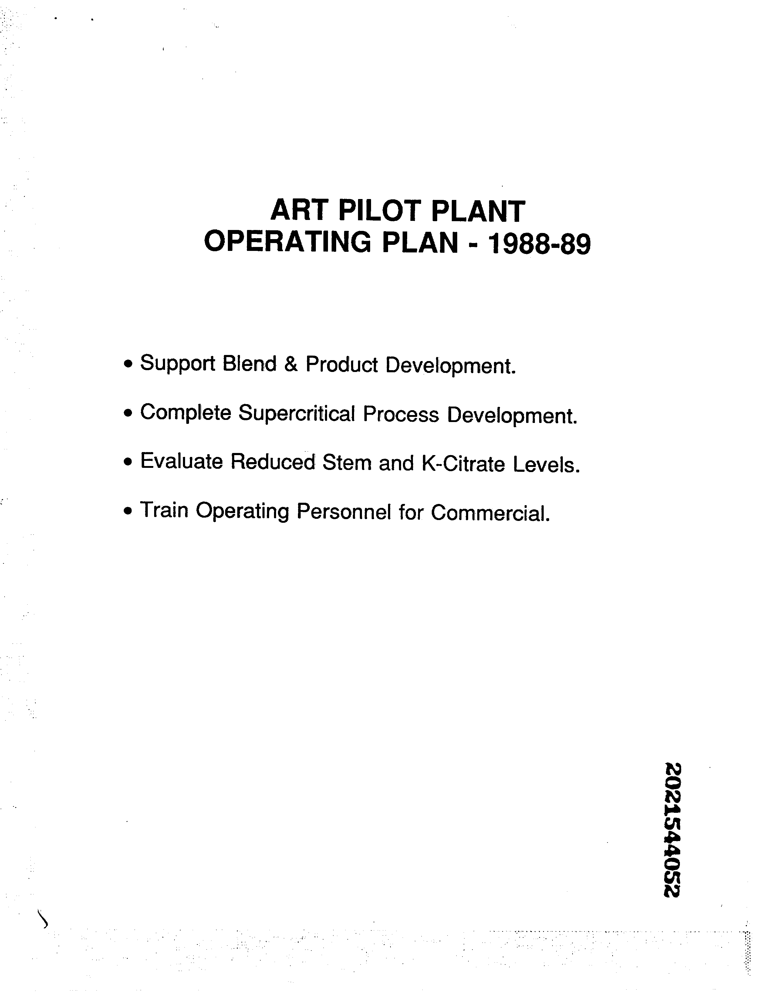 ART PILOT PLANT
OPERATING PLAN - 1988-89
• Support Blend & Product Development.
• Complete Supercritical Process Development.
• Evaluate Reduced Stem and K-Citrate Levels.
• Train Operating Personnel for Commercial.
2021544052